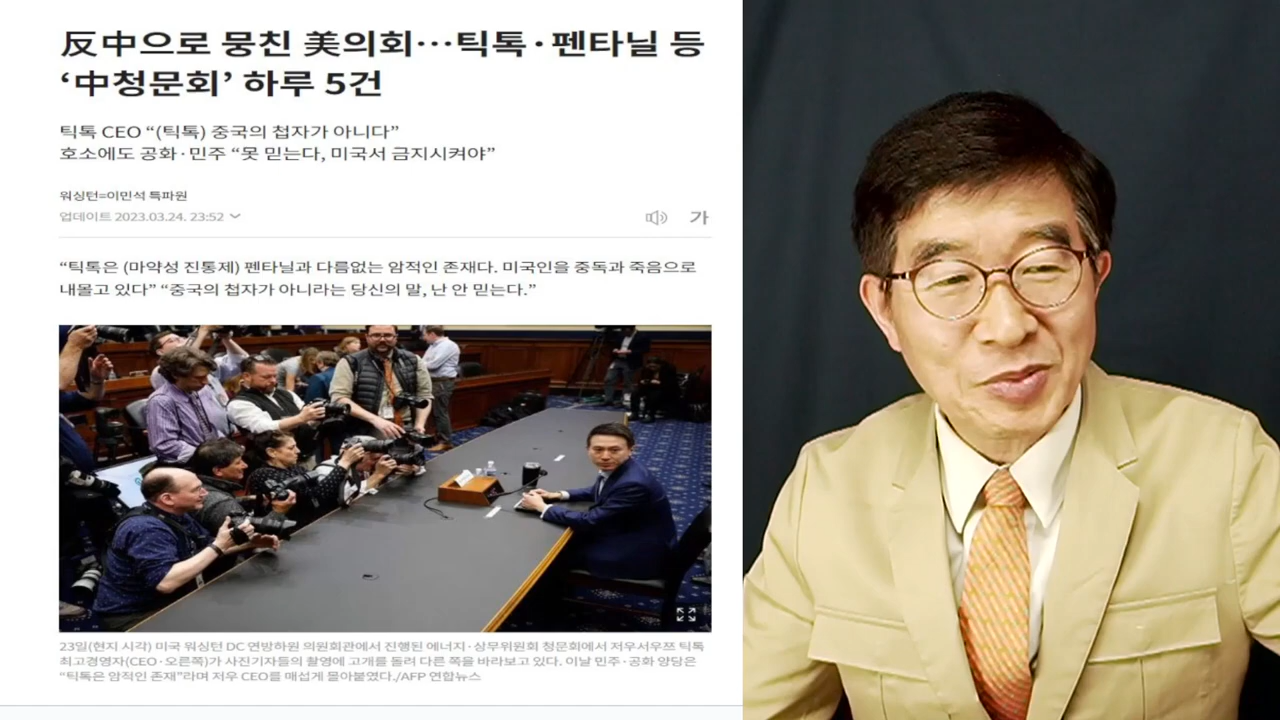 反中으로 뭉친 美의회…틱톡·펜타닐 등
‘中청문회’ 하루 5건
틱톡 CEO “(틱톡) 중국의 첩자가 아니다”
호소에도 공화·민주 “못 믿는다, 미국서 금지시켜야”
워싱턴=이민석 특파원
업데이트 2023.03.24. 23:52
가
“틱톡은 (마약성 진통제) 펜타닐과 다름없는 암적인 존재다. 미국인을 중독과 죽음으로
내몰고 있다” “중국의 첩자가 아니라는 당신의 말, 난 안 믿는다.”
23일(현지 시각) 미국 워싱턴 DC 연방하원 의원회관에서 진행된 에너지·상무위원회 청문회에서 저우서우쯔 틱톡
최고경영자(CEO·오른쪽)가 사진기자들의 촬영에 고개를 돌려 다른 쪽을 바라보고 있다. 이날 민주·공화 양당은
“틱톡은 암적인 존재”라며 저우 CEO를 매섭게 몰아붙였다./AFP 연합뉴스